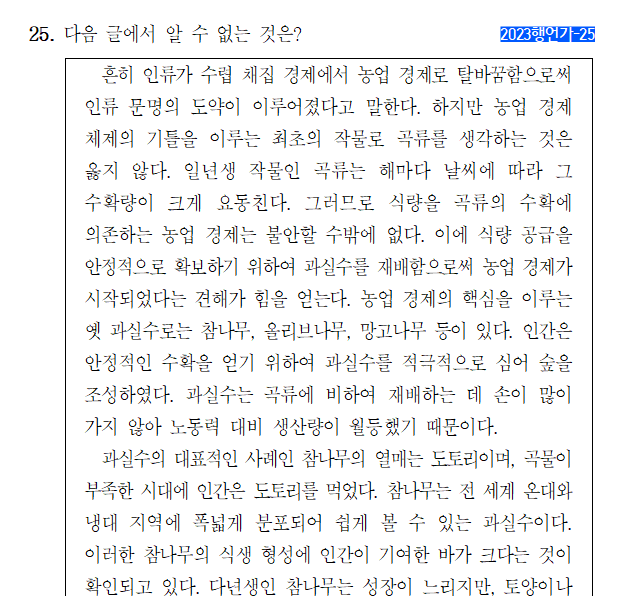 25. 다음 글에서 알 수 없는 것은? 2023행언가-25
흔히 인류가 수렵 채집 경제에서 농업 경제로 탈바꿈함으로써
인류 문명의 도약이 이루어졌다고 말한다. 하지만 농업 경제
체제의 기틀을 이루는 최초의 작물로 곡류를 생각하는 것은
옳지 않다. 일년생 작물인 곡류는 해마다 날씨에 따라 그
수확량이 크게 요동친다. 그러므로 식량을 곡류의 수확에
의존하는 농업 경제는 불안할 수밖에 없다. 이에 식량 공급을
안정적으로 확보하기 위하여 과실수를 재배함으로써 농업 경제가
시작되었다는 견해가 힘을 얻는다. 농업 경제의 핵심을 이루는
옛 과실수로는 참나무, 올리브나무, 망고나무 등이 있다. 인간은
안정적인 수확을 얻기 위하여 과실수를 적극적으로 심어 숲을
조성하였다. 과실수는 곡류에 비하여 재배하는 데 손이 많이
가지 않아 노동력 대비 생산량이 월등했기 때문이다.
과실수의 대표적인 사례인 참나무의 열매는 도토리이며, 곡물이
부족한 시대에 인간은 도토리를 먹었다. 참나무는 전 세계 온대와
냉대 지역에 폭넓게 분포되어 쉽게 볼 수 있는 과실수이다.
이러한 참나무의 식생 형성에 인간이 기여한 바가 크다는 것이
확인되고 있다. 다년생인 참나무는 성장이 느리지만, 토양이나